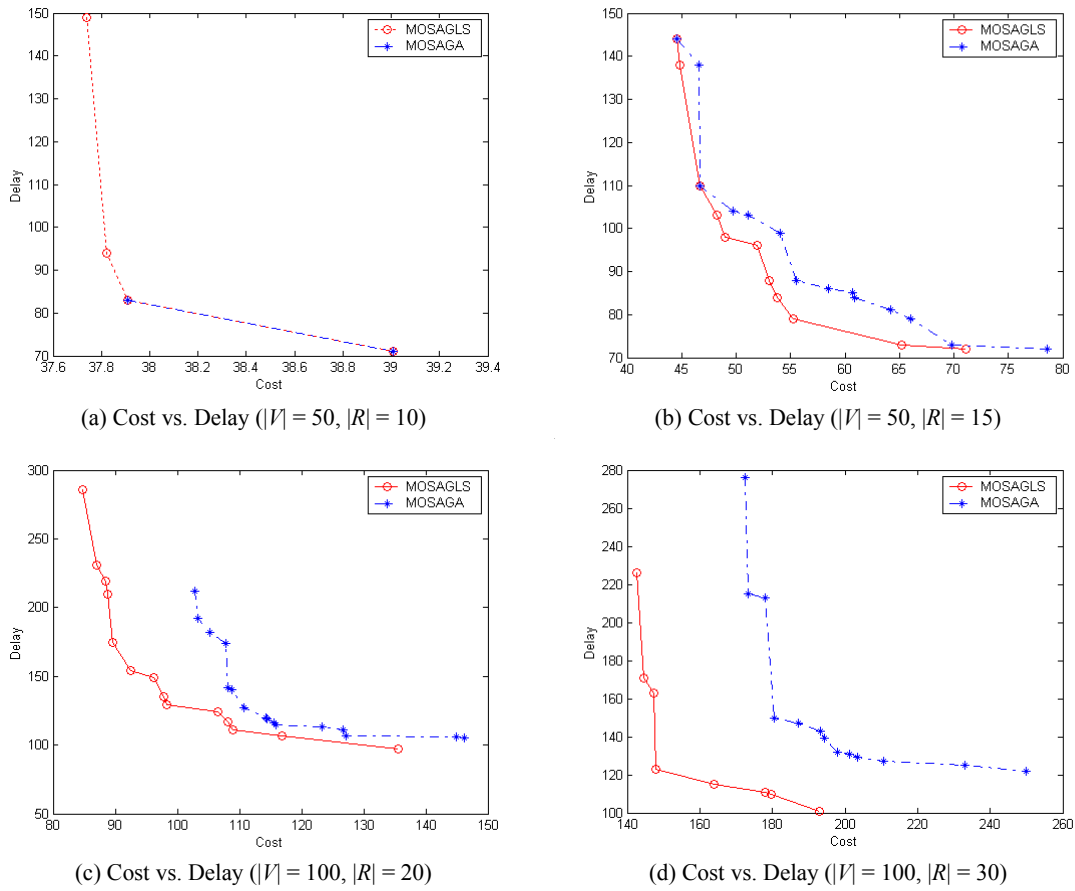 150
140
130
120
110
100
90
80
70
Delay
37.6 37.8 38 38.2 38.4 38.6 38.8 39 39.2 39.4
Cost
MOSAGLS
MOSAGA
(a) Cost vs. Delay (|V| = 50, |R| = 10)
150
140
130
120
110
100
90
80
70
Delay
40 45 50 55 60 65 70 75 80
Cost
MOSAGLS
MOSAGA
(b) Cost vs. Delay (|V| = 50, |R| = 15)
300
250
200
150
100
50
Delay
80 90 100 110 120 130 140 150
Cost
MOSAGLS
MOSAGA
(c) Cost vs. Delay (|V| = 100, |R| = 20)
280
260
240
220
200
180
160
140
120
100
Delay
140 160 180 200 220 240 260
Cost
MOSAGLS
MOSAGA
(d) Cost vs. Delay (|V| = 100, |R| = 30)